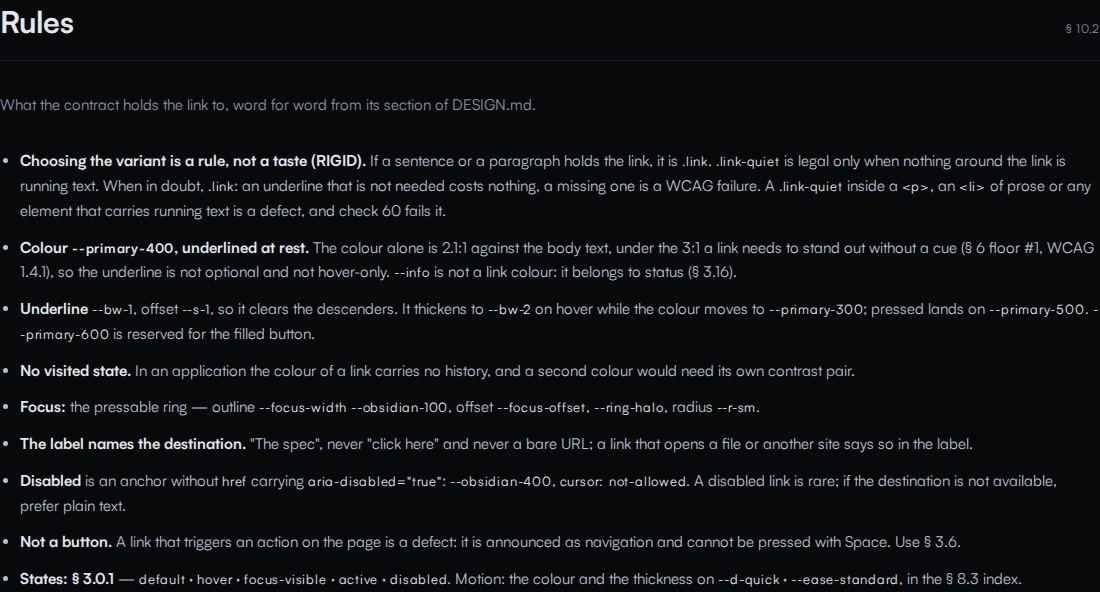 Rules
§ 10.2
What the contract holds the link to, word for word from its section of DESIGN.md.
• Choosing the variant is a rule, not a taste (RIGID). If a sentence or a paragraph holds the link, it is .link. .link-quiet is legal only when nothing around the link is
running text. When in doubt, .link: an underline that is not needed costs nothing, a missing one is a WCAG failure. A .link-quiet inside a <p>, an <li> of prose or any
element that carries running text is a defect, and check 60 fails it.
• Colour --primary-400, underlined at rest. The colour alone is 2.1:1 against the body text, under the 3:1 a link needs to stand out without a cue (§ 6 floor #1, WCAG
1.4.1), so the underline is not optional and not hover-only. --info is not a link colour: it belongs to status (§ 3.16).
• Underline --bw-1, offset --s-1, so it clears the descenders. It thickens to --bw-2 on hover while the colour moves to --primary-300; pressed lands on --primary-500. -
-primary-600 is reserved for the filled button.
• No visited state. In an application the colour of a link carries no history, and a second colour would need its own contrast pair.
• Focus: the pressable ring — outline --focus-width --obsidian-100, offset --focus-offset, --ring-halo, radius --r-sm.
• The label names the destination. "The spec", never "click here" and never a bare URL; a link that opens a file or another site says so in the label.
• Disabled is an anchor without href carrying aria-disabled="true": --obsidian-400, cursor: not-allowed. A disabled link is rare; if the destination is not available,
prefer plain text.
• Not a button. A link that triggers an action on the page is a defect: it is announced as navigation and cannot be pressed with Space. Use § 3.6.
• States: § 3.0.1 — default · hover · focus-visible · active · disabled. Motion: the colour and the thickness on --d-quick · --ease-standard, in the § 8.3 index.